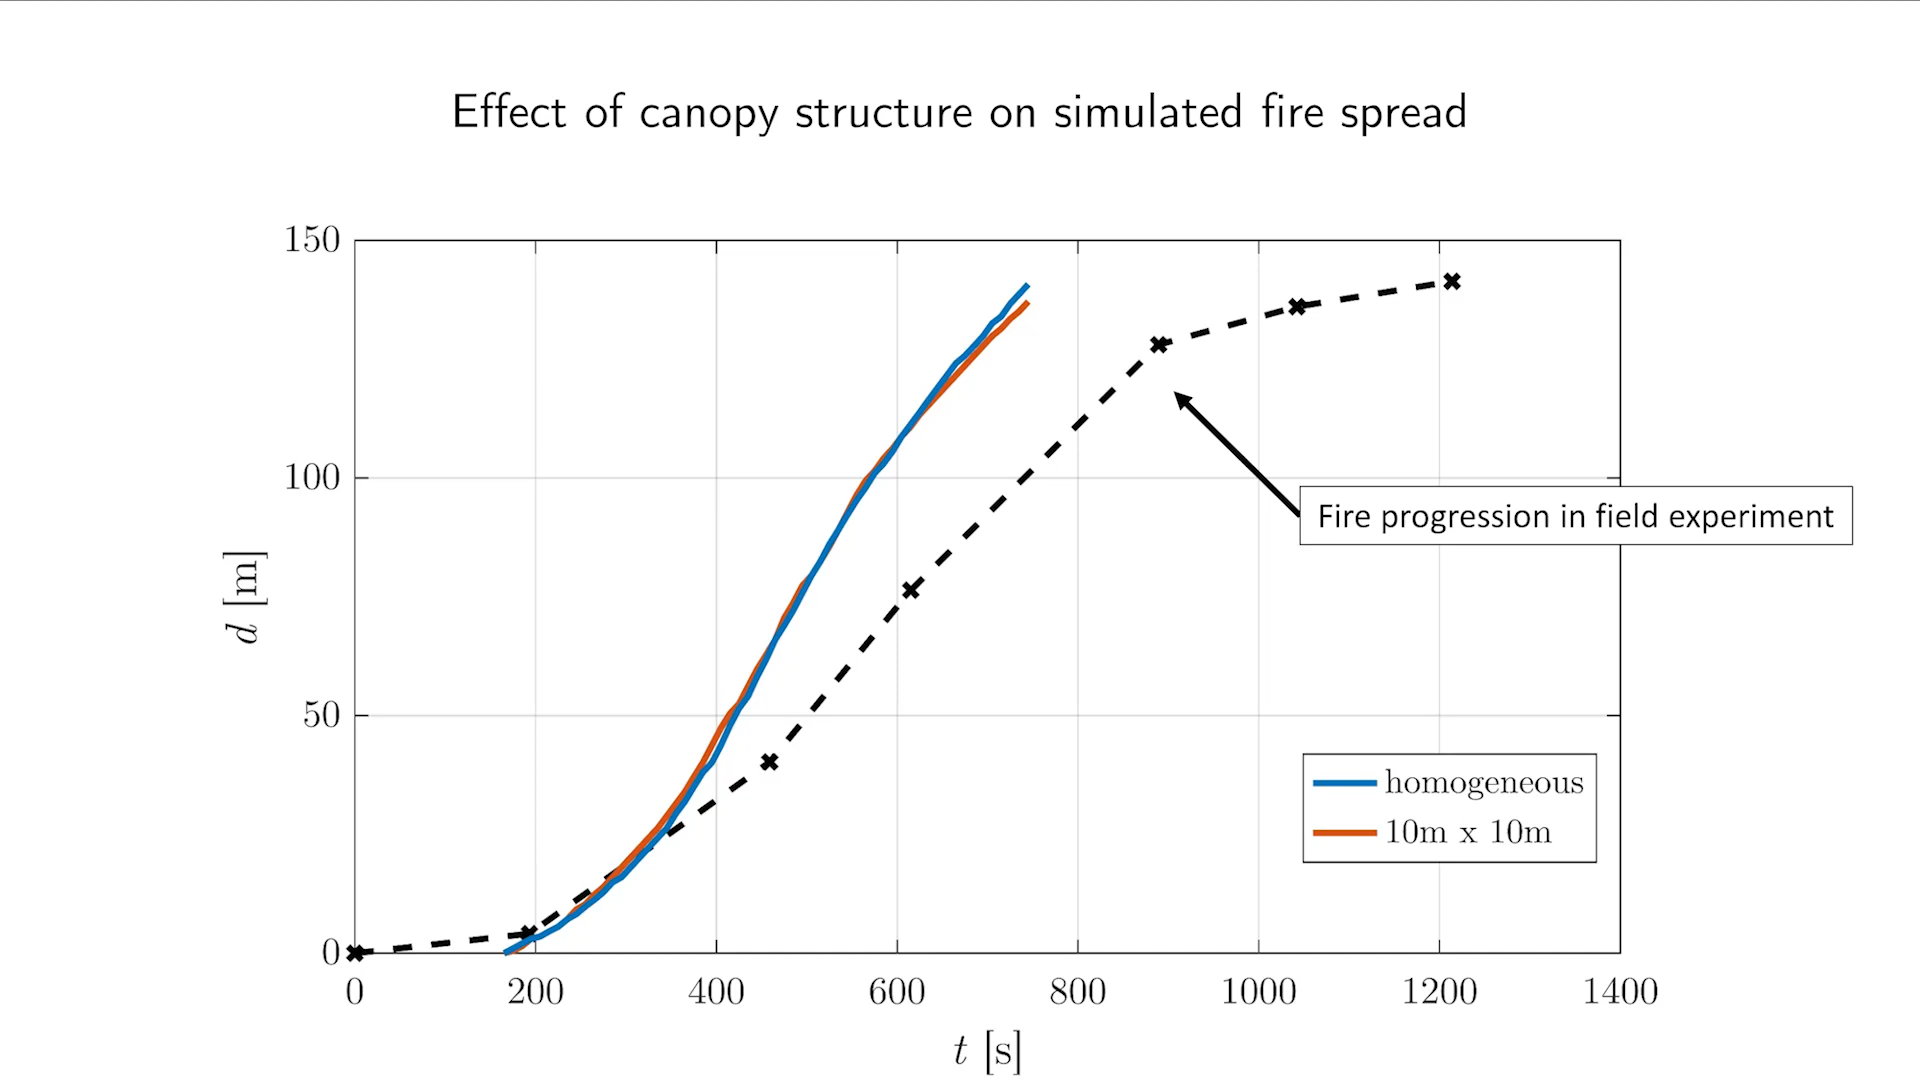 Effect of canopy structure on simulated fire spread
150
100
50
0
d [m]
0 200 400 600 800 1000 1200 1400
t [s]
Fire progression in field experiment
homogeneous
10m x 10m